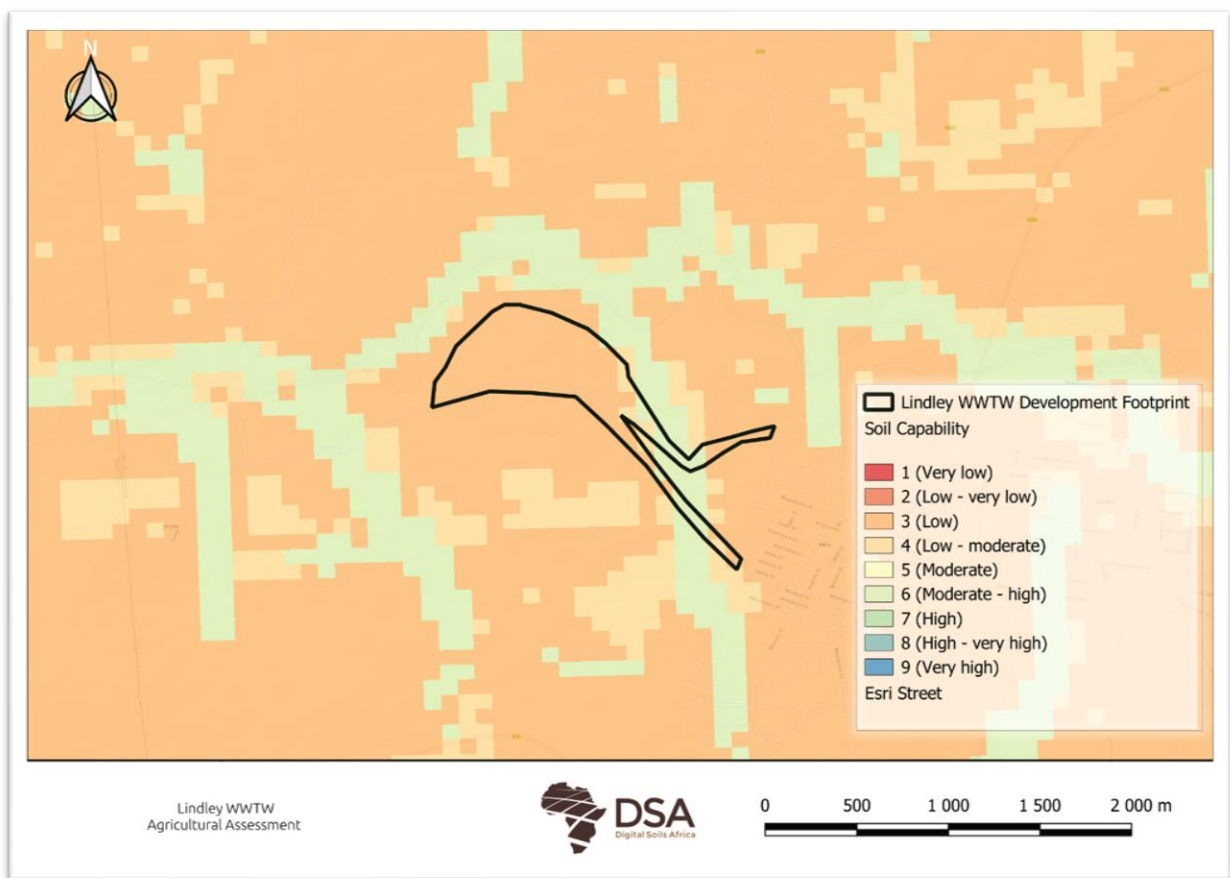 N
Lindley WWTW Development Footprint
Soil Capability
1 (Very low)
2 (Low - very low)
3 (Low)
4 (Low - moderate)
5 (Moderate)
6 (Moderate - high)
7 (High)
8 (High - very high)
9 (Very high)
Esri Street
Lindley WWTW
Agricultural Assessment
DSA
Digital Soils Africa
0 500 1 000 1 500 2 000 m